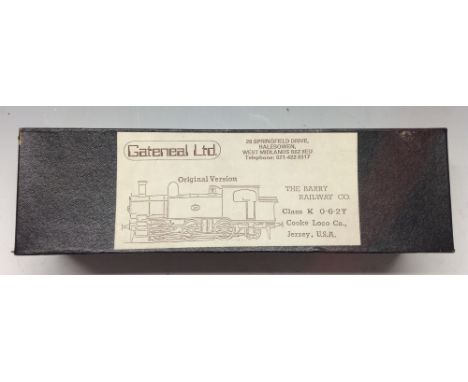 Gateneal Ltd.
28 SPRINGFIELD DRIVE,
HALESOWEN,
WEST MIDLANDS B62 8EU
Telephone: 021-422 8117
Original Version
THE BARRY
RAILWAY CO.
Class K 0-6-2T
Cooke Loco Co.,
Jersey, U.S.A.